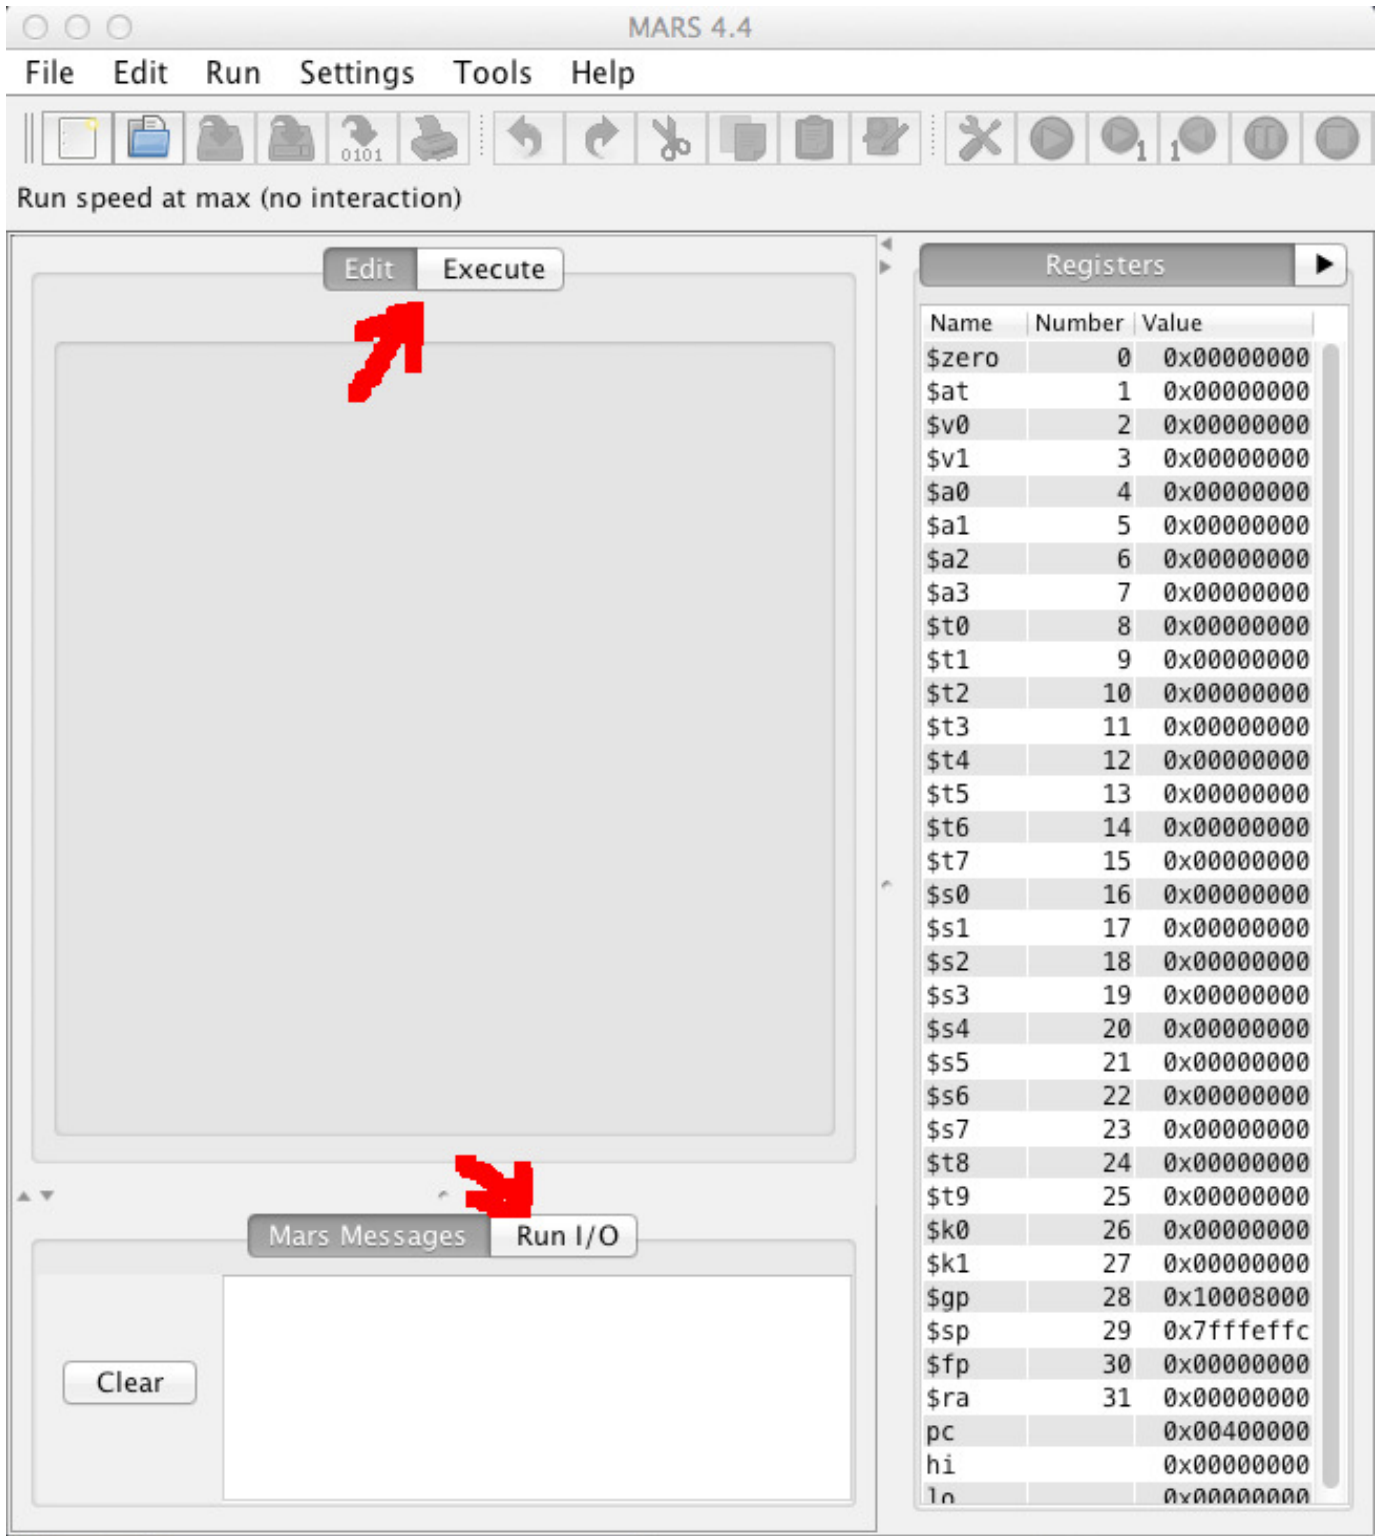 MARS 4.4
File Edit Run Settings Tools Help
0101 1 1
Run speed at max (no interaction)
Edit Execute
Mars Messages Run I/O
Clear
Registers
Name Number Value
$zero 0 0x00000000
$at 1 0x00000000
$v0 2 0x00000000
$v1 3 0x00000000
$a0 4 0x00000000
$a1 5 0x00000000
$a2 6 0x00000000
$a3 7 0x00000000
$t0 8 0x00000000
$t1 9 0x00000000
$t2 10 0x00000000
$t3 11 0x00000000
$t4 12 0x00000000
$t5 13 0x00000000
$t6 14 0x00000000
$t7 15 0x00000000
$s0 16 0x00000000
$s1 17 0x00000000
$s2 18 0x00000000
$s3 19 0x00000000
$s4 20 0x00000000
$s5 21 0x00000000
$s6 22 0x00000000
$s7 23 0x00000000
$t8 24 0x00000000
$t9 25 0x00000000
$k0 26 0x00000000
$k1 27 0x00000000
$gp 28 0x10008000
$sp 29 0x7fffeffc
$fp 30 0x00000000
$ra 31 0x00000000
pc 0x00400000
hi 0x00000000
lo 0x00000000